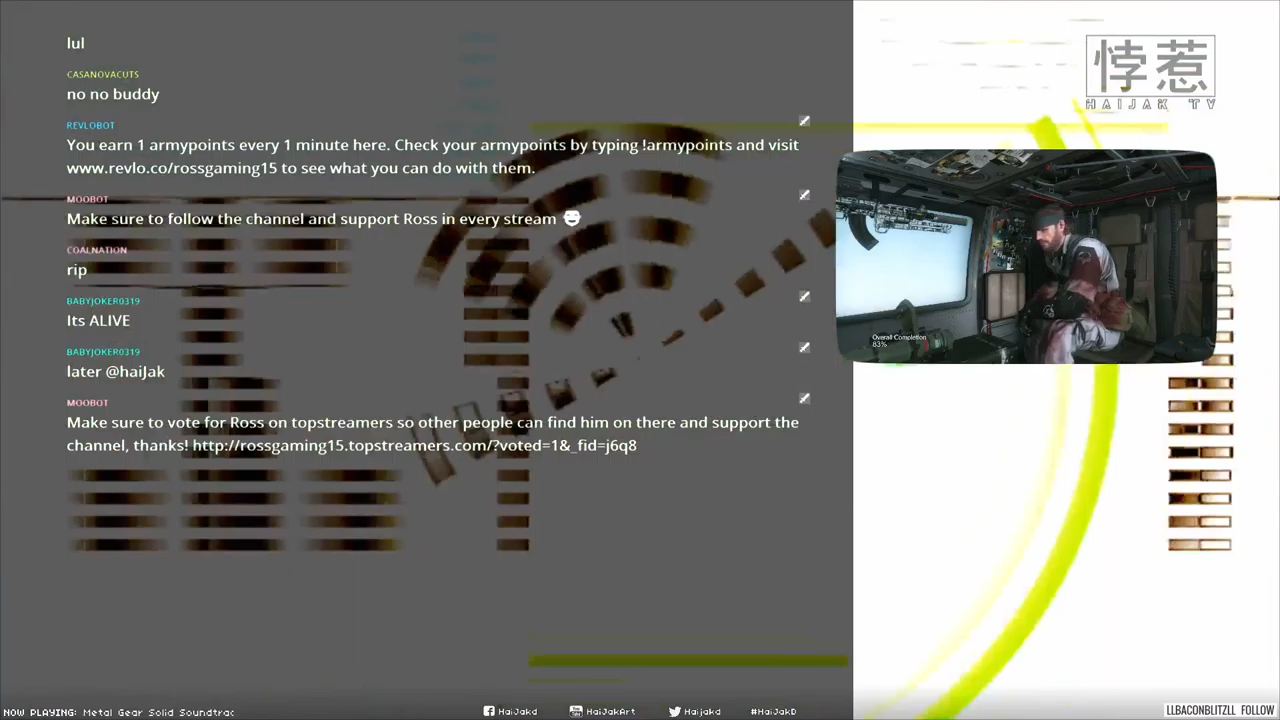 lul
CASANOVACUTS
no no buddy
REVLOBOT
You earn 1 armypoints every 1 minute here. Check your armypoints by typing !armypoints and visit
www.revlo.co/rossgaming15 to see what you can do with them.
MOOBOT
Make sure to follow the channel and support Ross in every stream
COALNATION
rip
BABYJOKER0319
Its ALIVE
BABYJOKER0319
later @haiJak
MOOBOT
Make sure to vote for Ross on topstreamers so other people can find him on there and support the
channel, thanks! http://rossgaming15.topstreamers.com/?voted=1&_fid=j6q8
悖惹
HAIJAK TV
Overall Completion
83%
NOW PLAYING: Metal Gear Solid Soundtrac
HaiJakd
HaiJakArt
Haijakd
#HaiJakD
LLBACONBLITZLL FOLLOW